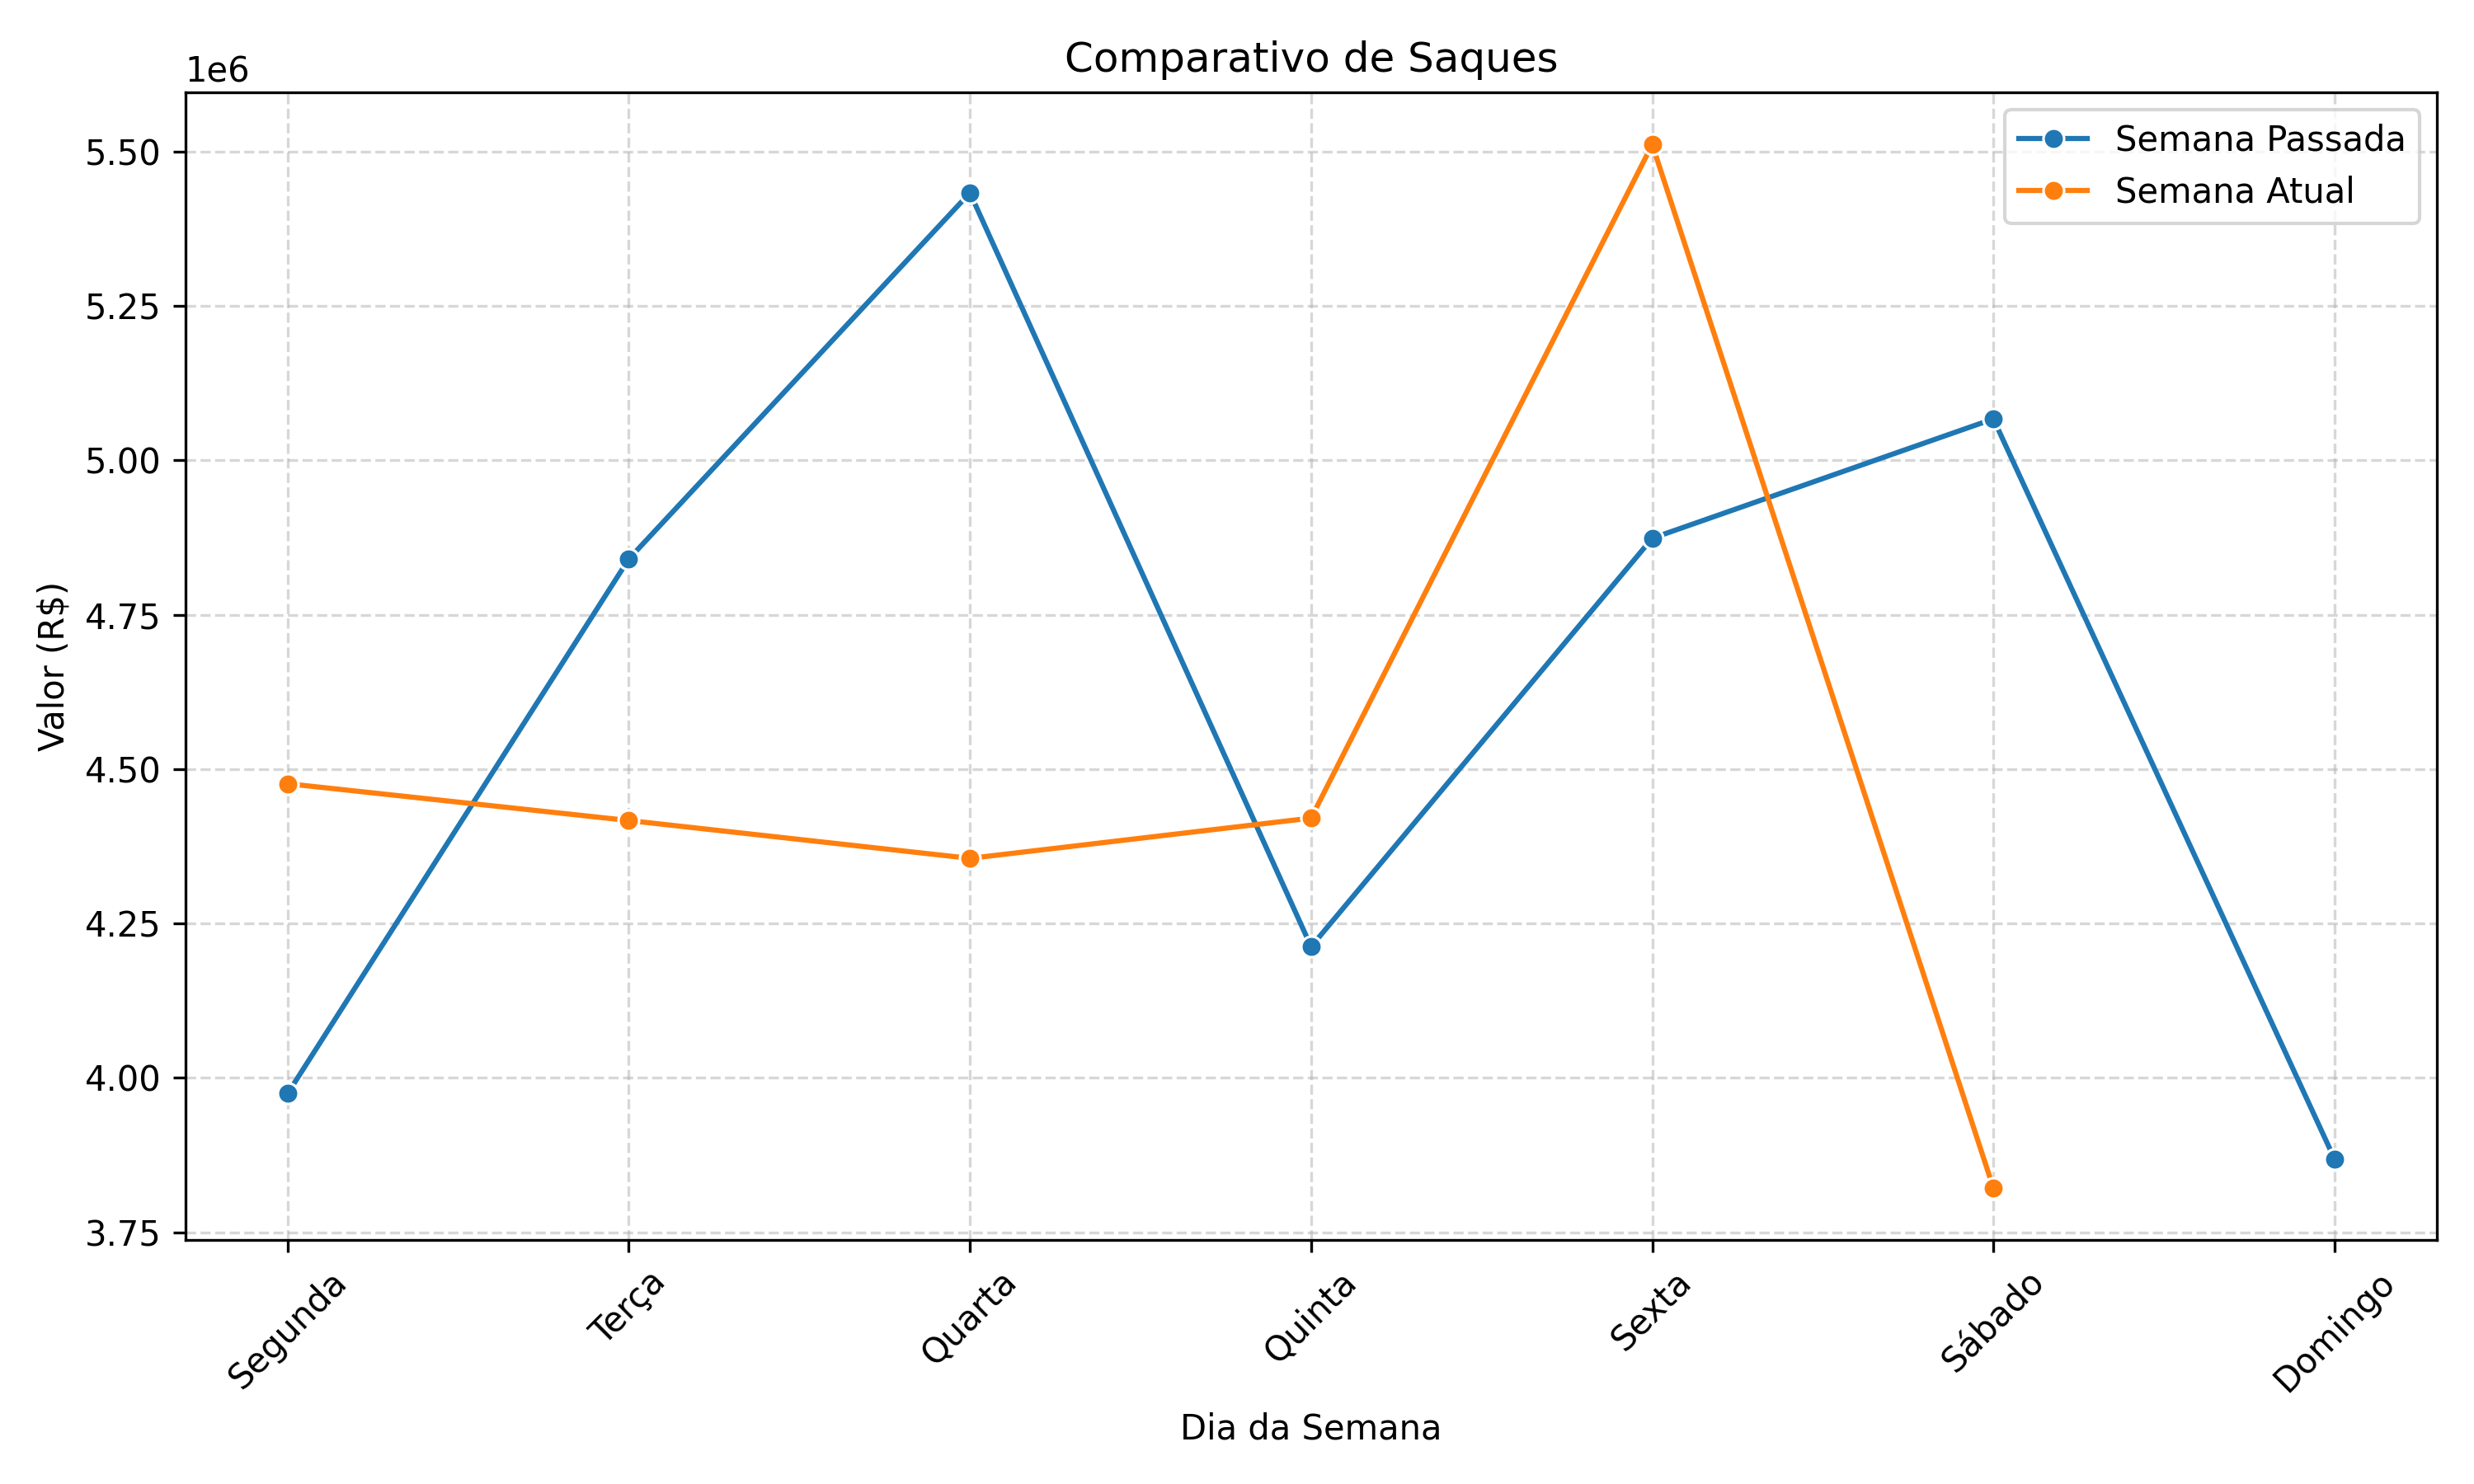 Comparativo de Saques
1e6
Semana Passada
Semana Atual
5.50
5.25
5.00
4.75
4.50
4.25
4.00
3.75
Valor (R$)
Segunda
Terça
Quarta
Quinta
Sexta
Sábado
Domingo
Dia da Semana